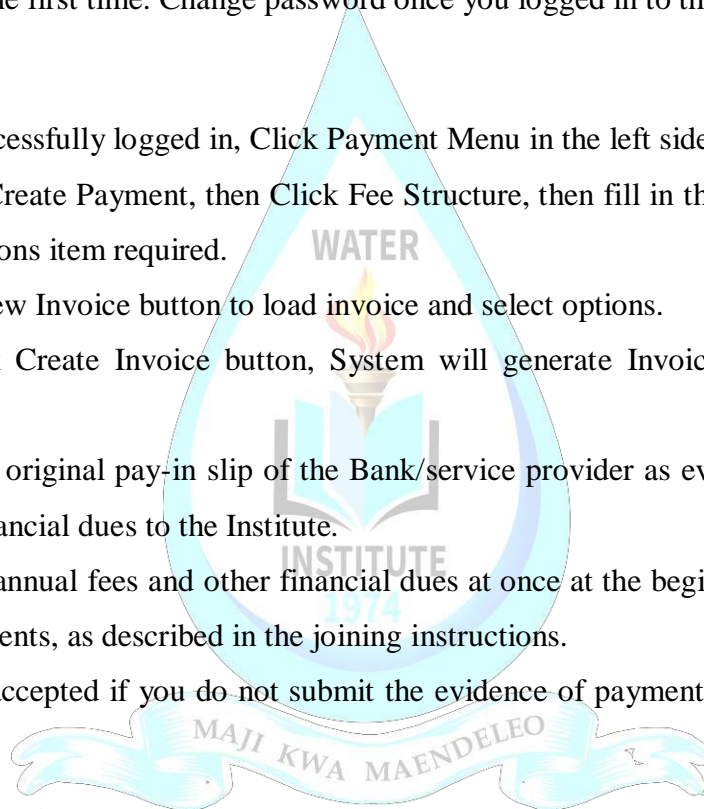 e first time. Change password once you logged in to th
cessfully logged in, Click Payment Menu in the left side
Create Payment, then Click Fee Structure, then fill in th
ons item required.
WATER
ew Invoice button to load invoice and select options.
Create Invoice button, System will generate Invoic
original pay-in slip of the Bank/service provider as ev
ancial dues to the Institute.
INSTITUTE
annual fees and other financial dues at once at the begi
1974
ents, as described in the joining instructions.
accepted if you do not submit the evidence of payment
MAJI KWA MAENDELEO